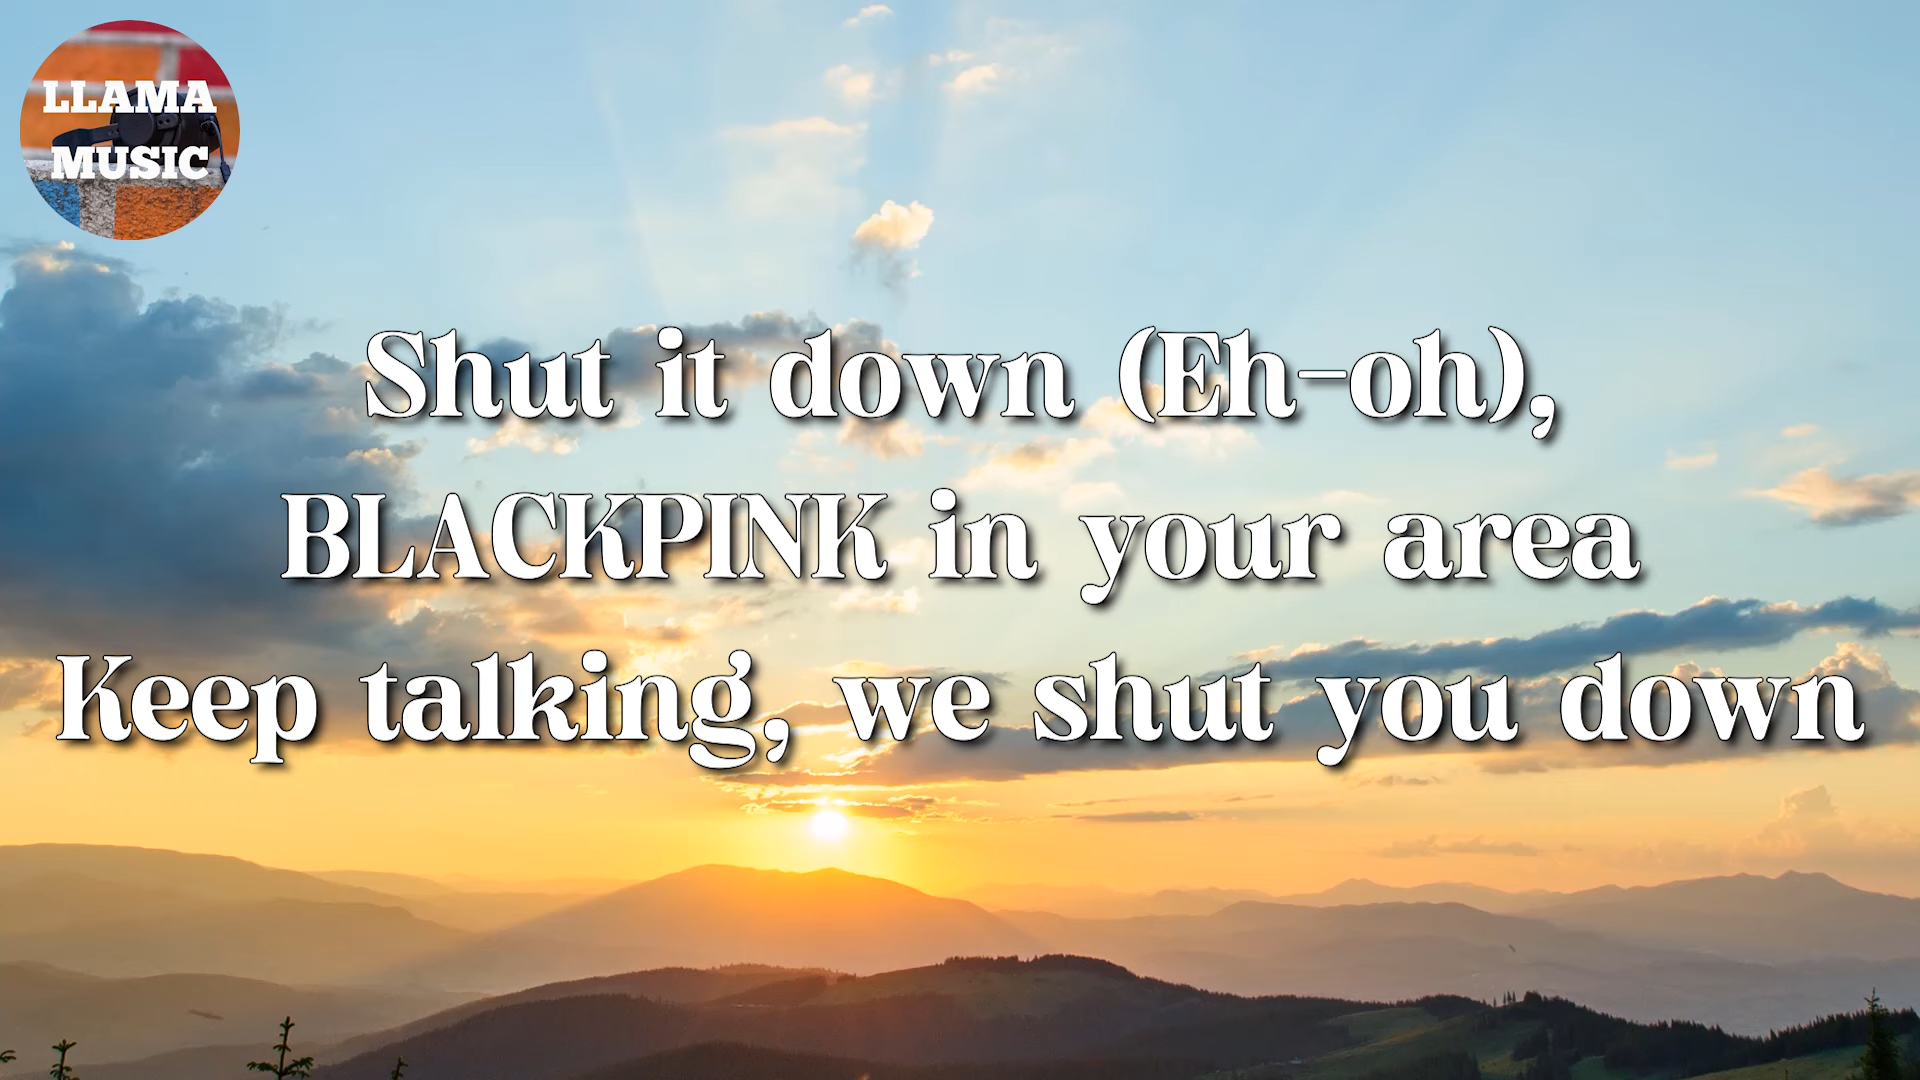 LLAMA
MUSIC
Shut it down (Eh-oh),
BLACKPINK in your area
Keep talking, we shut you down